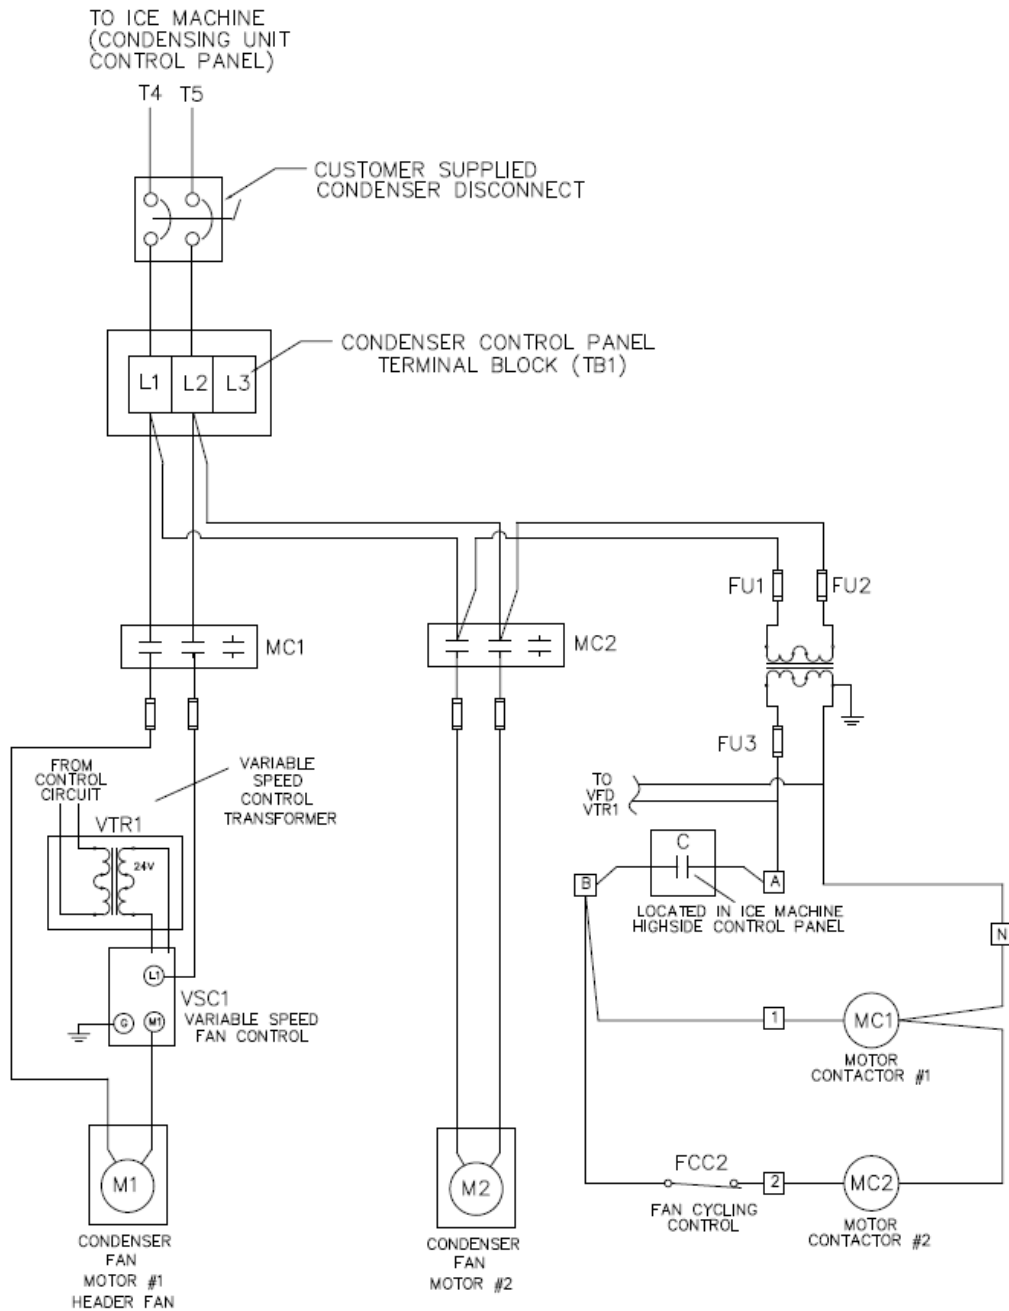 TO ICE MACHINE
(CONDENSING UNIT
CONTROL PANEL)
T4 T5
CUSTOMER SUPPLIED
CONDENSER DISCONNECT
CONDENSER CONTROL PANEL
TERMINAL BLOCK (TB1)
L1 L2 L3
FU1 FU2
MC1
MC2
FU3
FROM
CONTROL
CIRCUIT
VARIABLE
SPEED
CONTROL
TRANSFORMER
TO
VFD
VTR1
VTR1
24V
C
B
A
LOCATED IN ICE MACHINE
HIGHSIDE CONTROL PANEL
N
L1
VSC1
VARIABLE SPEED
FAN CONTROL
G
M1
1
MC1
MOTOR
CONTACTOR #1
M1
M2
FCC2
2
MC2
FAN CYCLING
CONTROL
MOTOR
CONTACTOR #2
CONDENSER
FAN
MOTOR #1
HEADER FAN
CONDENSER
FAN
MOTOR #2